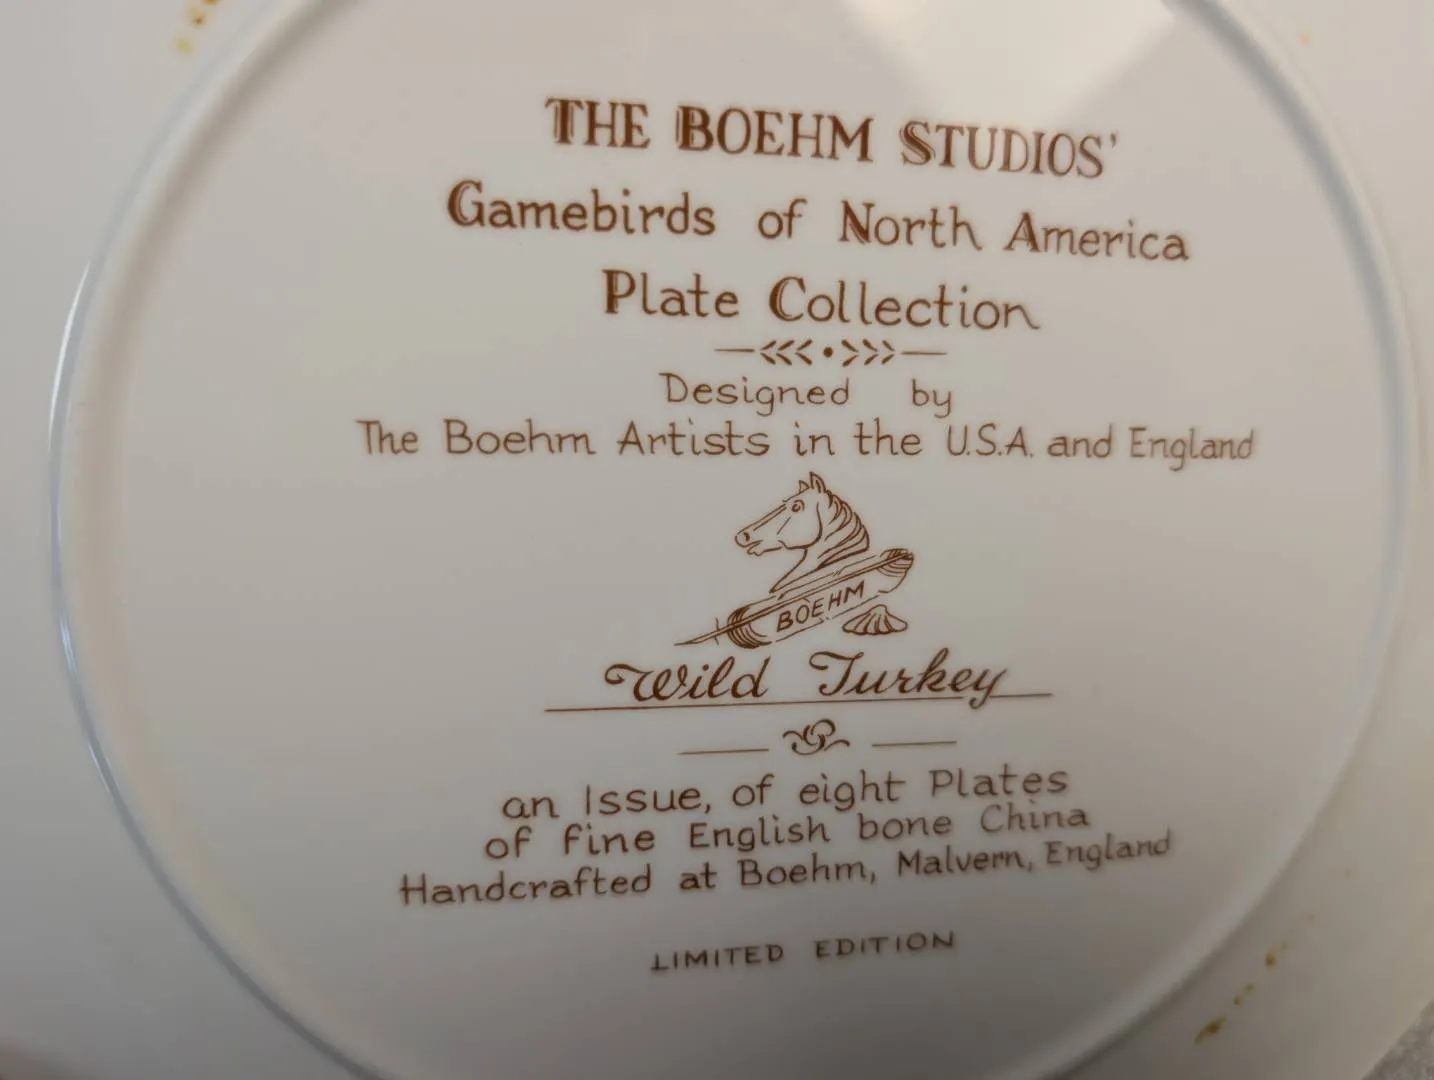 THE BOEHM STUDIOS'
Gamebirds of North America
Plate Collection
Designed by
The Boehm Artists in the U.S.A. and England
BOEHM
Wild Turkey
an Issue, of eight Plates
of fine English bone China
Handcrafted at Boehm, Malvern, England
LIMITED EDITION